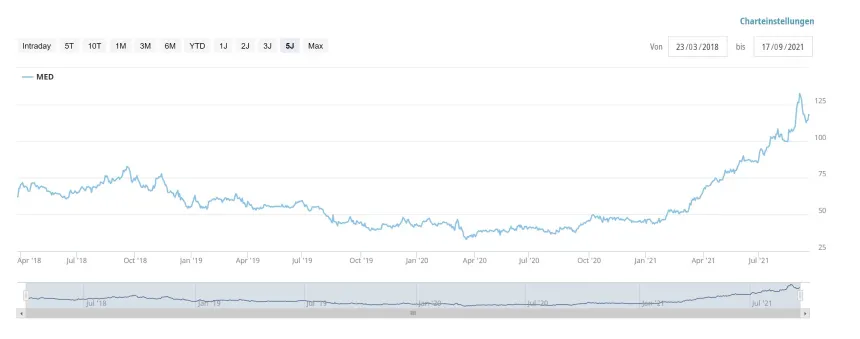 Charteinstellungen
Intraday 5T 10T 1M 3M 6M YTD 1J 2J 3J 5J Max Von 23/03/2018 bis 17/09/2021
MED
125
100
75
50
25
Apr '18 Jul '18 Oct '18 Jan '19 Apr '19 Jul '19 Oct '19 Jan '20 Apr '20 Jul '20 Oct '20 Jan '21 Apr '21 Jul '21
Jul '18 Jan '19 Jul '19 Jan '20 Jul '20 Jan '21 Jul '21